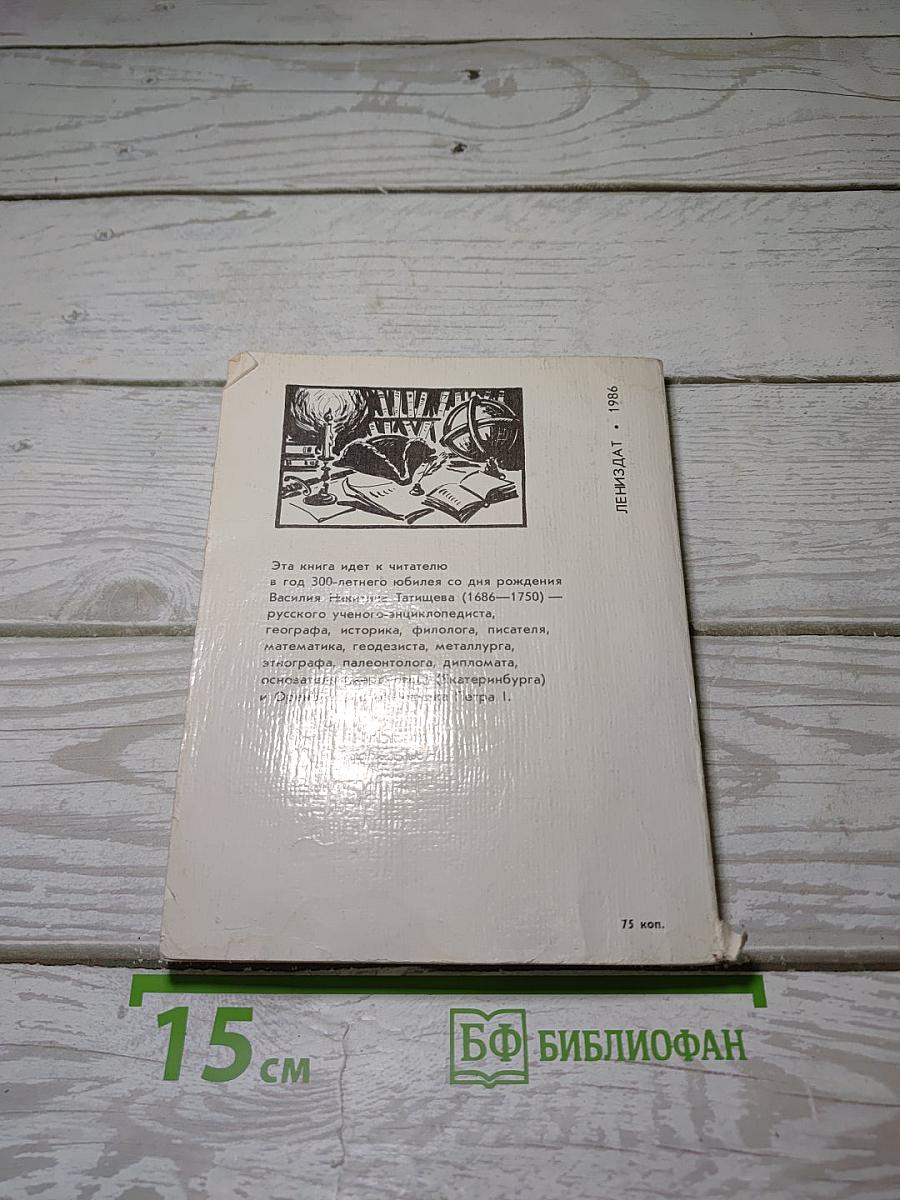 ЛЕНИЗДАТ • 1986
Эта книга идет к читателю
в год 300-летнего юбилея со дня рождения
Василия Никитича Татищева (1686—1750) —
русского ученого-энциклопедиста,
географа, историка, филолога, писателя,
математика, геодезиста, металлурга,
этнографа, палеонтолога, дипломата,
основателя (Екатеринбурга)
и Петра I.
75 коп.
15 см
БФ БИБЛИОФАН